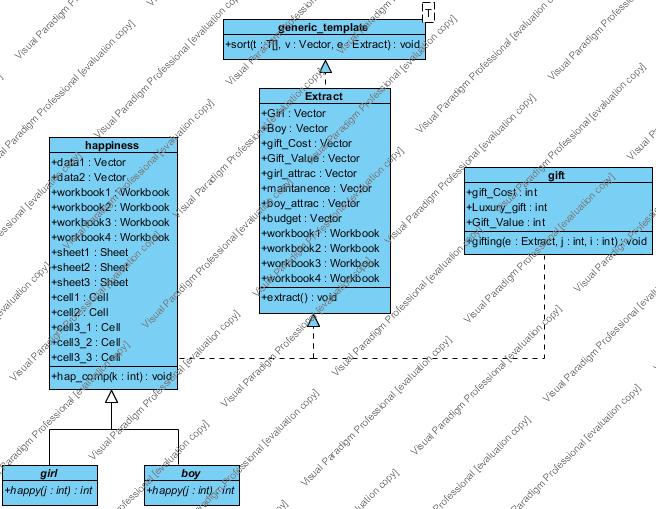 T
generic_template
+sort(t : T[], v : Vector, e : Extract) : void
Extract
+Girl : Vector
+Boy : Vector
+gift_Cost : Vector
+Gift_Value : Vector
+girl_attrac : Vector
+maintanence : Vector
+boy_attrac : Vector
+budget : Vector
+workbook1 : Workbook
+workbook2 : Workbook
+workbook3 : Workbook
+workbook4 : Workbook
+extract() : void
happiness
+data1 : Vector
+data2 : Vector
+workbook1 : Workbook
+workbook2 : Workbook
+workbook3 : Workbook
+workbook4 : Workbook
+sheet1 : Sheet
+sheet2 : Sheet
+sheet3 : Sheet
+cell1 : Cell
+cell2 : Cell
+cell3_1 : Cell
+cell3_2 : Cell
+cell3_3 : Cell
+hap_comp(k : int) : void
gift
+gift_Cost : int
+Luxury_gift : int
+Gift_Value : int
+gifting(e : Extract, j : int, i : int) : void
girl
+happy(j : int) : int
boy
+happy(j : int) : int
Visual Paradigm Professional [evaluation copy]